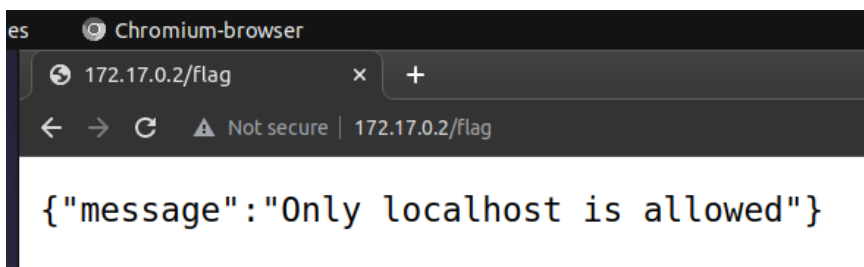 es Chromium-browser
172.17.0.2/flag × +
Not secure | 172.17.0.2/flag
{"message":"Only localhost is allowed"}